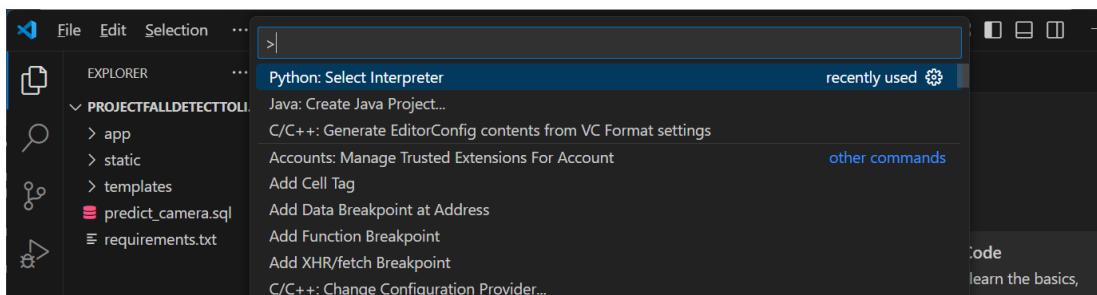 File Edit Selection ···
>
EXPLORER ···
PROJECTFALLDETECTTOLI
app
static
templates
predict_camera.sql
requirements.txt
Python: Select Interpreter recently used
Java: Create Java Project...
C/C++: Generate EditorConfig contents from VC Format settings
Accounts: Manage Trusted Extensions For Account other commands
Add Cell Tag
Add Data Breakpoint at Address
Add Function Breakpoint
Add XHR/fetch Breakpoint
C/C++: Change Configuration Provider...
Code
learn the basics,